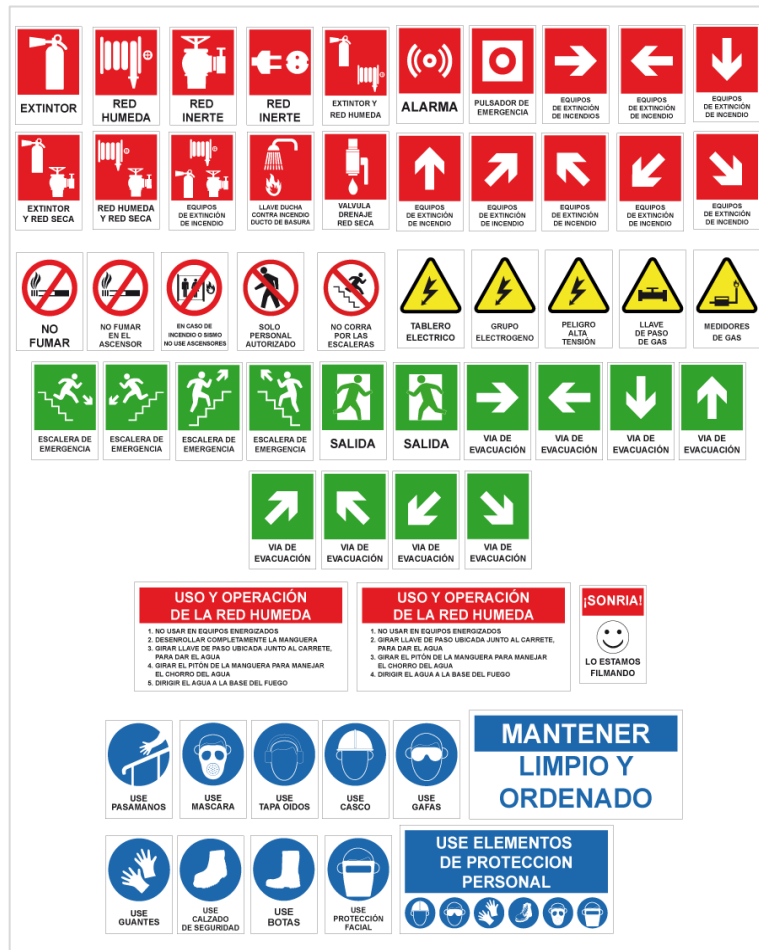 EXTINTOR
RED
HUMEDA
RED
INERTE
RED
INERTE
EXTINTOR Y
RED HUMEDA
ALARMA
PULSADOR DE
EMERGENCIA
EQUIPOS
DE EXTINCIÓN
DE INCENDIOS
EQUIPOS
DE EXTINCIÓN
DE INCENDIO
EQUIPOS
DE EXTINCIÓN
DE INCENDIO
EXTINTOR
Y RED SECA
RED HUMEDA
Y RED SECA
EQUIPOS
DE EXTINCIÓN
DE INCENDIO
LLAVE DUCHA
CONTRA INCENDIO
DUCTO DE BASURA
VALVULA
DRENAJE
RED SECA
EQUIPOS
DE EXTINCIÓN
DE INCENDIO
EQUIPOS
DE EXTINCIÓN
DE INCENDIO
EQUIPOS
DE EXTINCIÓN
DE INCENDIO
EQUIPOS
DE EXTINCIÓN
DE INCENDIO
EQUIPOS
DE EXTINCIÓN
DE INCENDIO
NO
FUMAR
NO FUMAR
EN EL
ASCENSOR
EN CASO DE
INCENDIO O SISMO
NO USE ASCENSORES
SOLO
PERSONAL
AUTORIZADO
NO CORRA
POR LAS
ESCALERAS
TABLERO
ELECTRICO
GRUPO
ELECTROGENO
PELIGRO
ALTA
TENSIÓN
LLAVE
DE PASO
DE GAS
MEDIDORES
DE GAS
ESCALERA DE
EMERGENCIA
ESCALERA DE
EMERGENCIA
ESCALERA DE
EMERGENCIA
ESCALERA DE
EMERGENCIA
SALIDA
SALIDA
VIA DE
EVACUACIÓN
VIA DE
EVACUACIÓN
VIA DE
EVACUACIÓN
VIA DE
EVACUACIÓN
VIA DE
EVACUACIÓN
VIA DE
EVACUACIÓN
VIA DE
EVACUACIÓN
VIA DE
EVACUACIÓN
USO Y OPERACIÓN
DE LA RED HUMEDA
1. NO USAR EN EQUIPOS ENERGIZADOS
2. DESENROLLAR COMPLETAMENTE LA MANGUERA
3. GIRAR LLAVE DE PASO UBICADA JUNTO AL CARRETE,
PARA DAR EL AGUA
4. GIRAR EL PITÓN DE LA MANGUERA PARA MANEJAR
EL CHORRO DEL AGUA
5. DIRIGIR EL AGUA A LA BASE DEL FUEGO
USO Y OPERACIÓN
DE LA RED HUMEDA
1. NO USAR EN EQUIPOS ENERGIZADOS
2. GIRAR LLAVE DE PASO UBICADA JUNTO AL CARRETE,
PARA DAR EL AGUA
3. GIRAR EL PITÓN DE LA MANGUERA PARA MANEJAR
EL CHORRO DEL AGUA
4. DIRIGIR EL AGUA A LA BASE DEL FUEGO
¡SONRIA!
LO ESTAMOS
FILMANDO
USE
PASAMANOS
USE
MASCARA
USE
TAPA OIDOS
USE
CASCO
USE
GAFAS
MANTENER
LIMPIO Y
ORDENADO
USE
GUANTES
USE
CALZADO
DE SEGURIDAD
USE
BOTAS
USE
PROTECCIÓN
FACIAL
USE ELEMENTOS
DE PROTECCION
PERSONAL